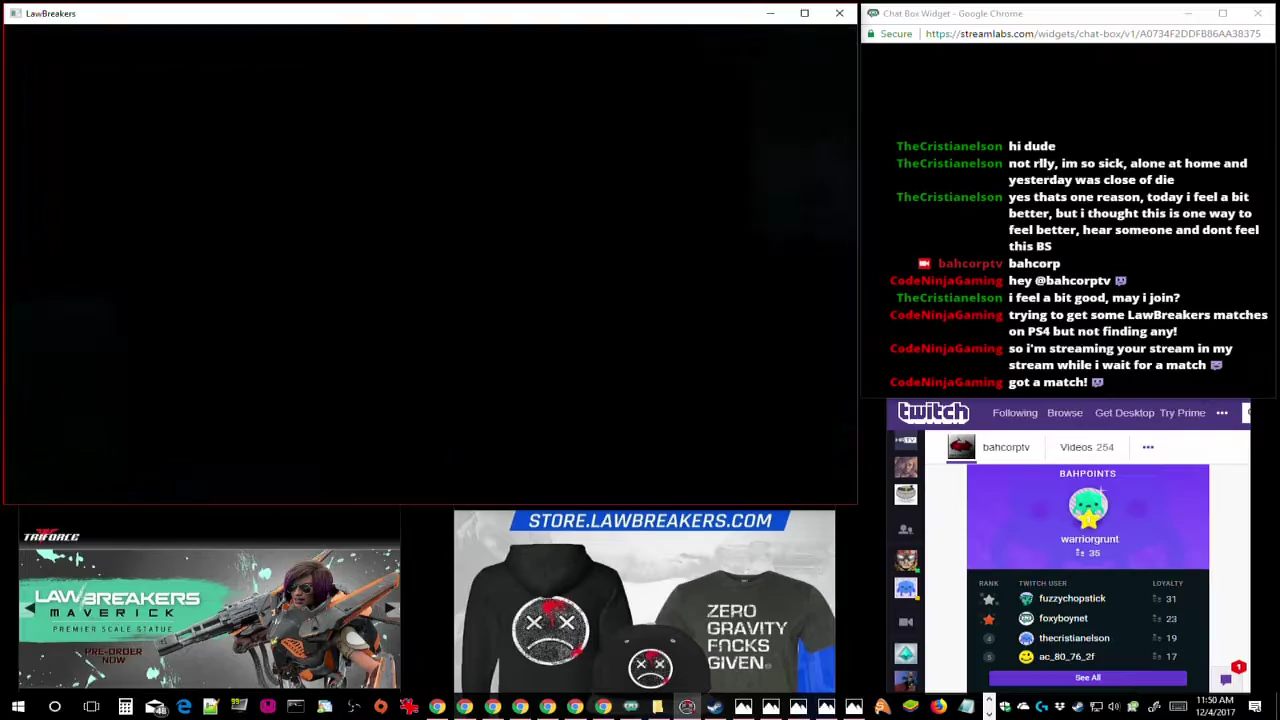 LawBreakers
Chat Box Widget - Google Chrome
Secure
https://streamlabs.com/widgets/chat-box/v1/A0734F2DDFB86AA38375
TheCristianelson hi dude
TheCristianelson not rlly, im so sick, alone at home and
yesterday was close of die
TheCristianelson yes thats one reason, today i feel a bit
better, but i thought this is one way to
feel better, hear someone and dont feel
this BS
bahcorptv bahcorp
CodeNinjaGaming hey @bahcorptv
TheCristianelson i feel a bit good, may i join?
CodeNinjaGaming trying to get some LawBreakers matches
on PS4 but not finding any!
CodeNinjaGaming so i'm streaming your stream in my
stream while i wait for a match
CodeNinjaGaming got a match!
twitch Following Browse Get Desktop Try Prime
bahcorptv Videos 254
BAHPOINTS
1
warriorgrunt
35
RANK TWITCH USER LOYALTY
fuzzychopstick 31
foxyboynet 23
4 thecristianelson 19
5 ac_80_76_2f 17
See All
1
TRIFORCE
LAWBREAKERS
MAVERICK
PREMIER SCALE STATUE
PRE-ORDER
NOW
STORE.LAWBREAKERS.COM
ZERO
GRAVITY
F*CKS
GIVEN
11:50 AM
12/4/2017